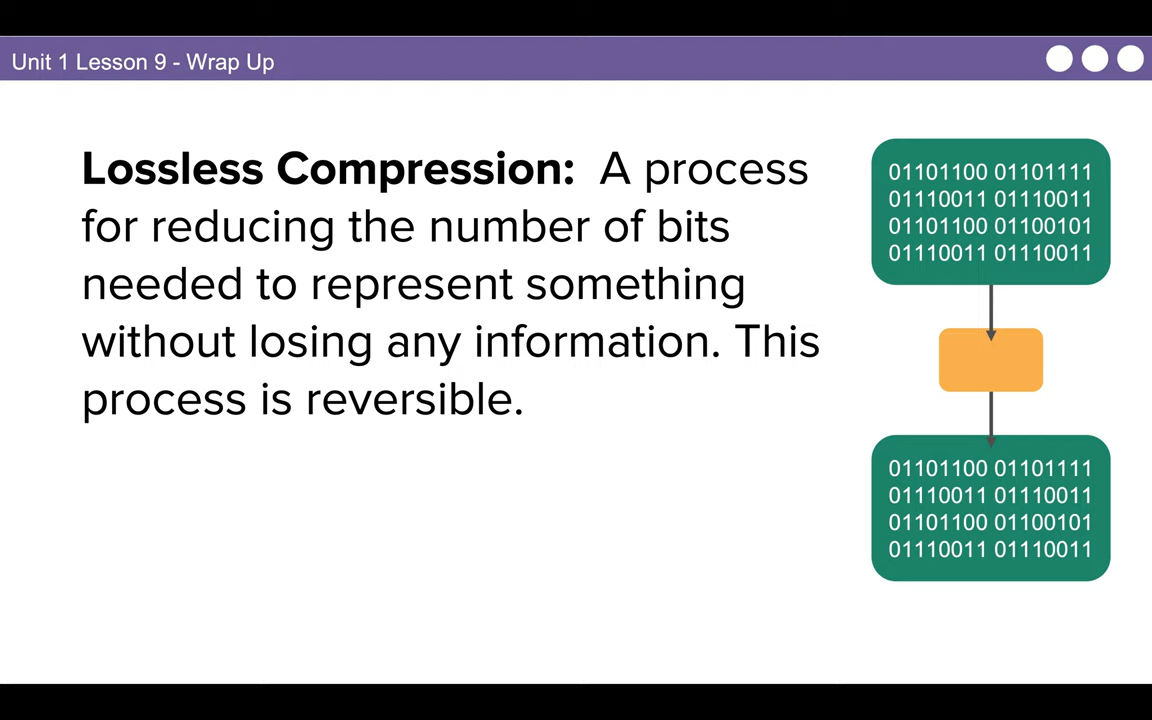 Unit 1 Lesson 9 - Wrap Up
Lossless Compression: A process
for reducing the number of bits
needed to represent something
without losing any information. This
process is reversible.
01101100 01101111
01110011 01110011
01101100 01100101
01110011 01110011
01101100 01101111
01110011 01110011
01101100 01100101
01110011 01110011